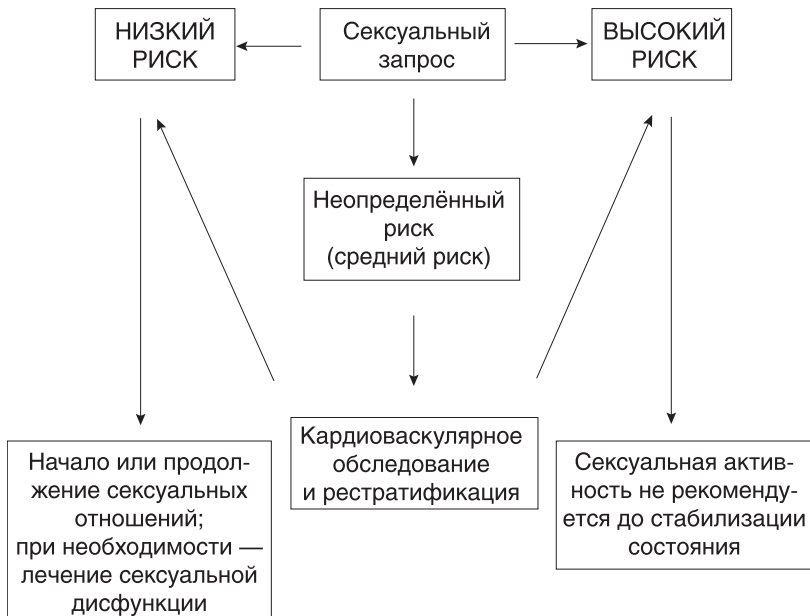 НИЗКИЙ
РИСК
Сексуальный
запрос
ВЫСОКИЙ
РИСК
Неопределённый
риск
(средний риск)
Начало или продол-
жение сексуальных
отношений;
при необходимости —
лечение сексуальной
дисфункции
Кардиоваскулярное
обследование
и рестратификация
Сексуальная актив-
ность не рекоменду-
ется до стабилизации
состояния